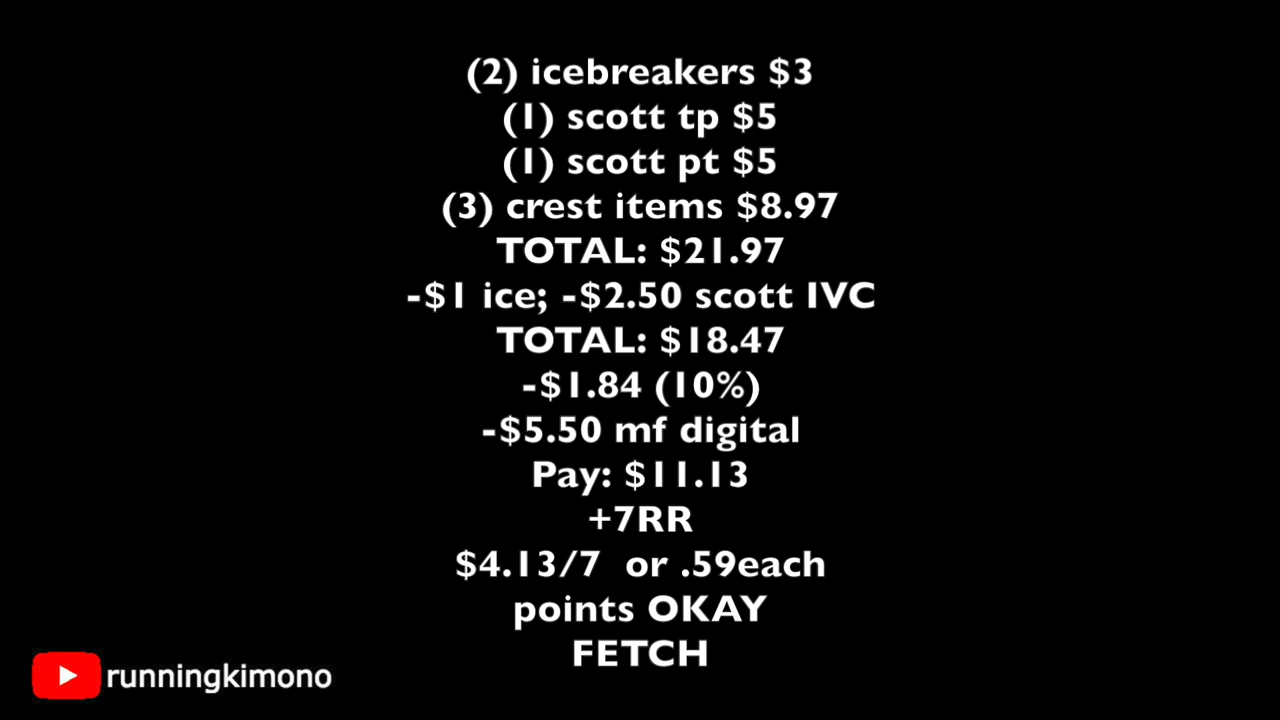 (2) icebreakers $3
(1) scott tp $5
(1) scott pt $5
(3) crest items $8.97
TOTAL: $21.97
-$1 ice; -$2.50 scott IVC
TOTAL: $18.47
-$1.84 (10%)
-$5.50 mf digital
Pay: $11.13
+7RR
$4.13/7 or .59each
points OKAY
FETCH
runningkimono